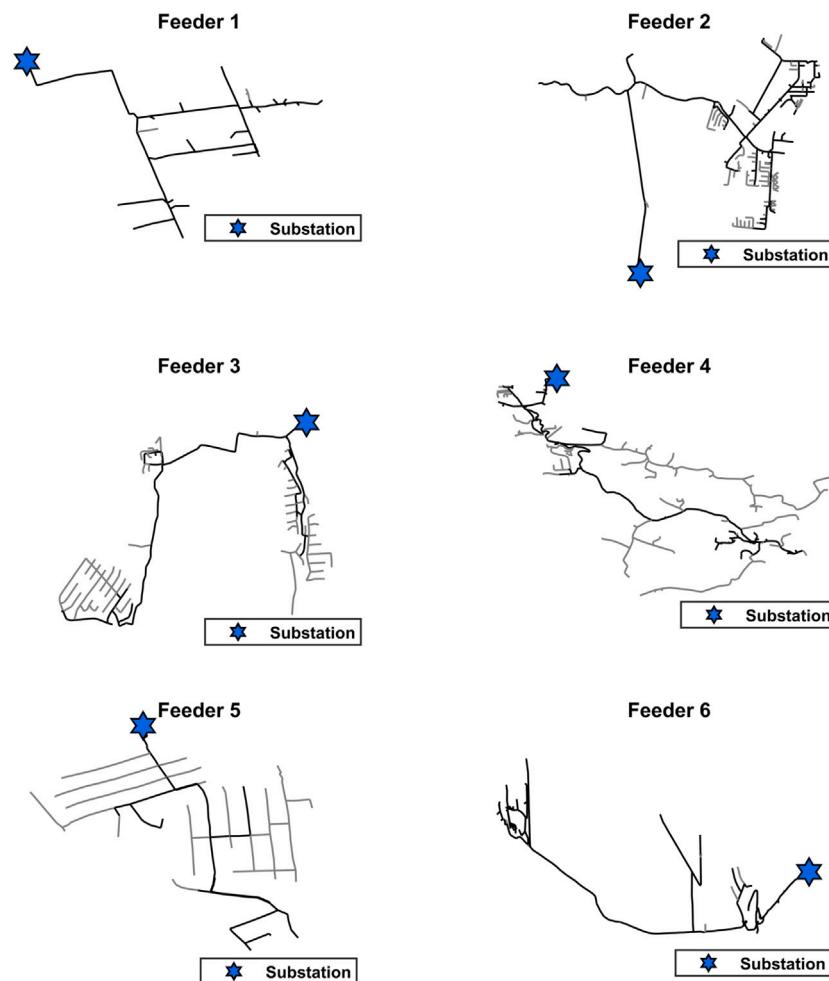 Feeder 1
Feeder 2
Substation
Substation
Feeder 3
Feeder 4
Substation
Substation
Feeder 5
Feeder 6
Substation
Substation